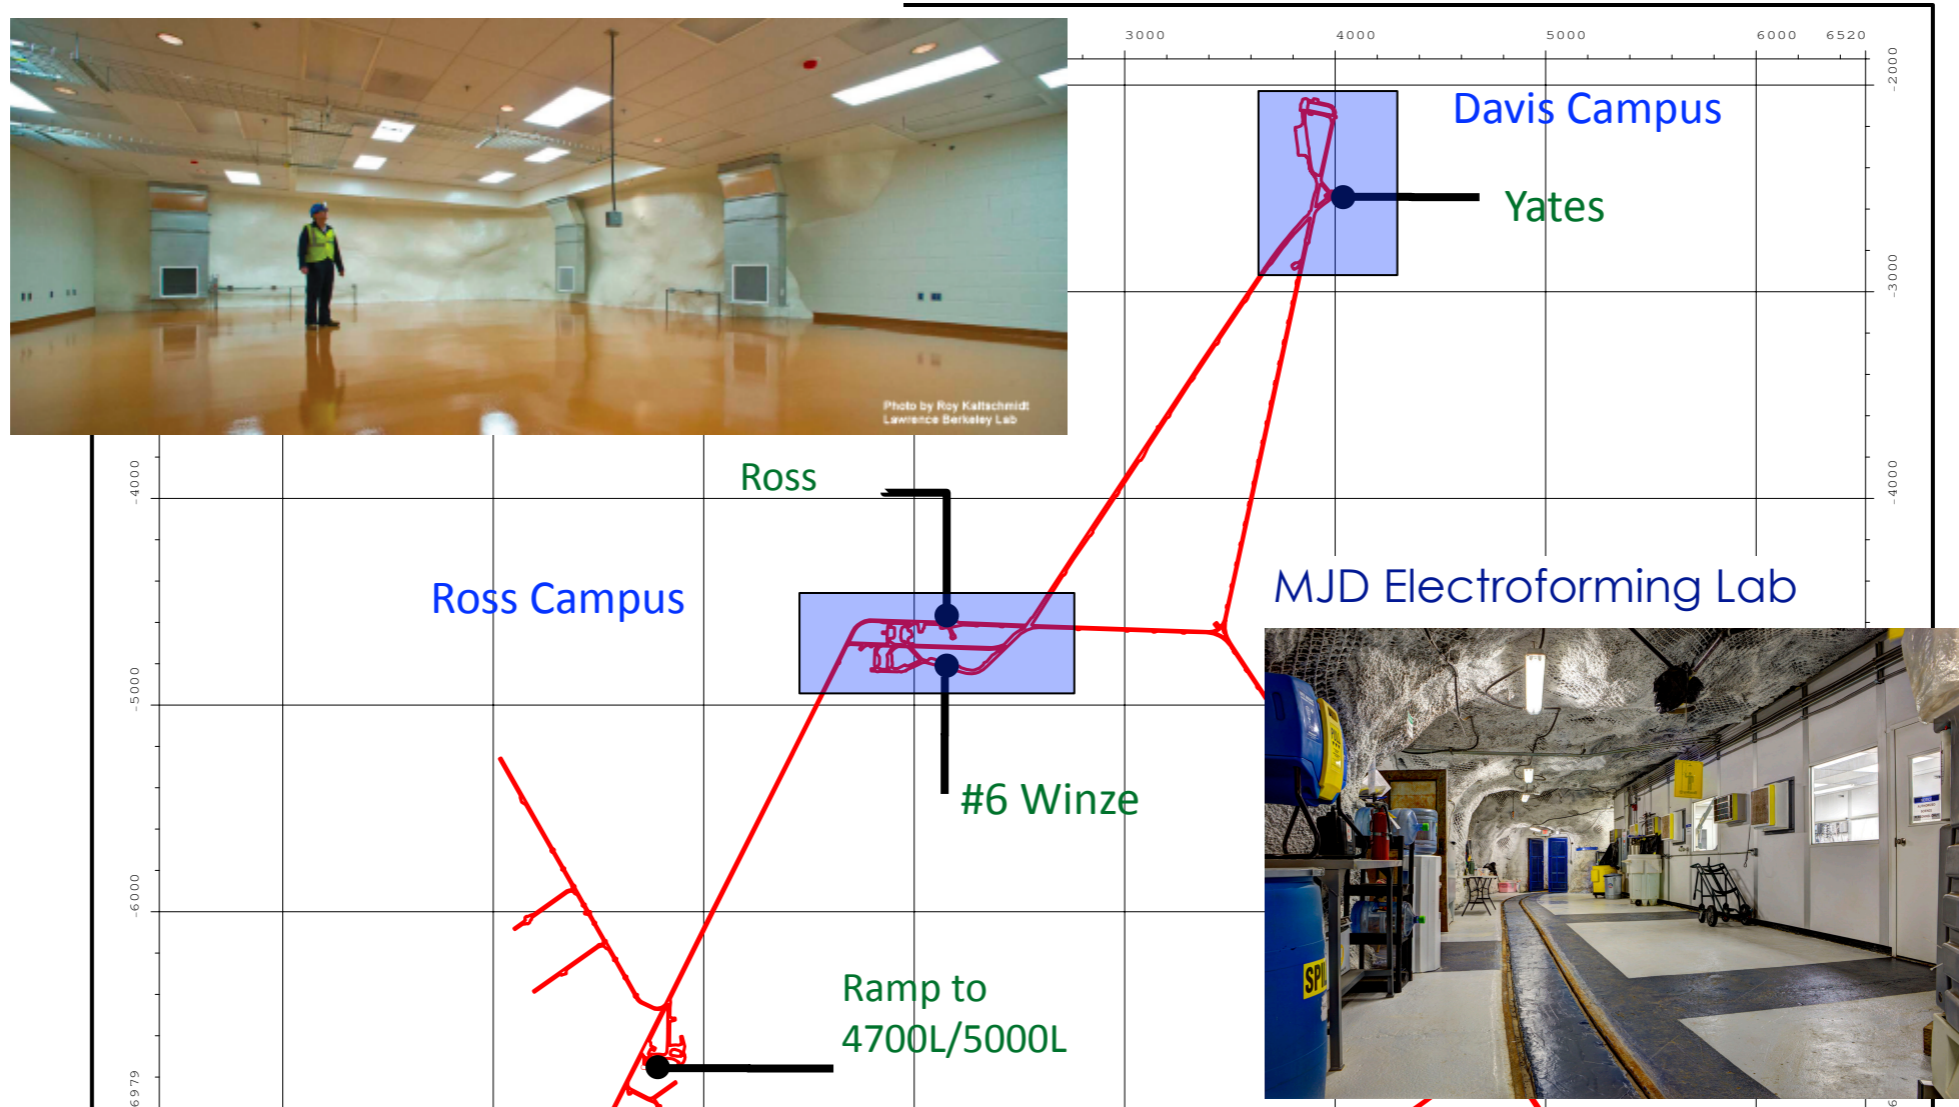 3000 4000 5000 6000 6520
-2000
Davis Campus
Yates
-3000
Photo by Roy Kaltschmidt
Lawrence Berkeley Lab
-4000
-4000
Ross
Ross Campus
MJD Electroforming Lab
-5000
#6 Winze
-6000
SPIL
Ramp to
4700L/5000L
6979